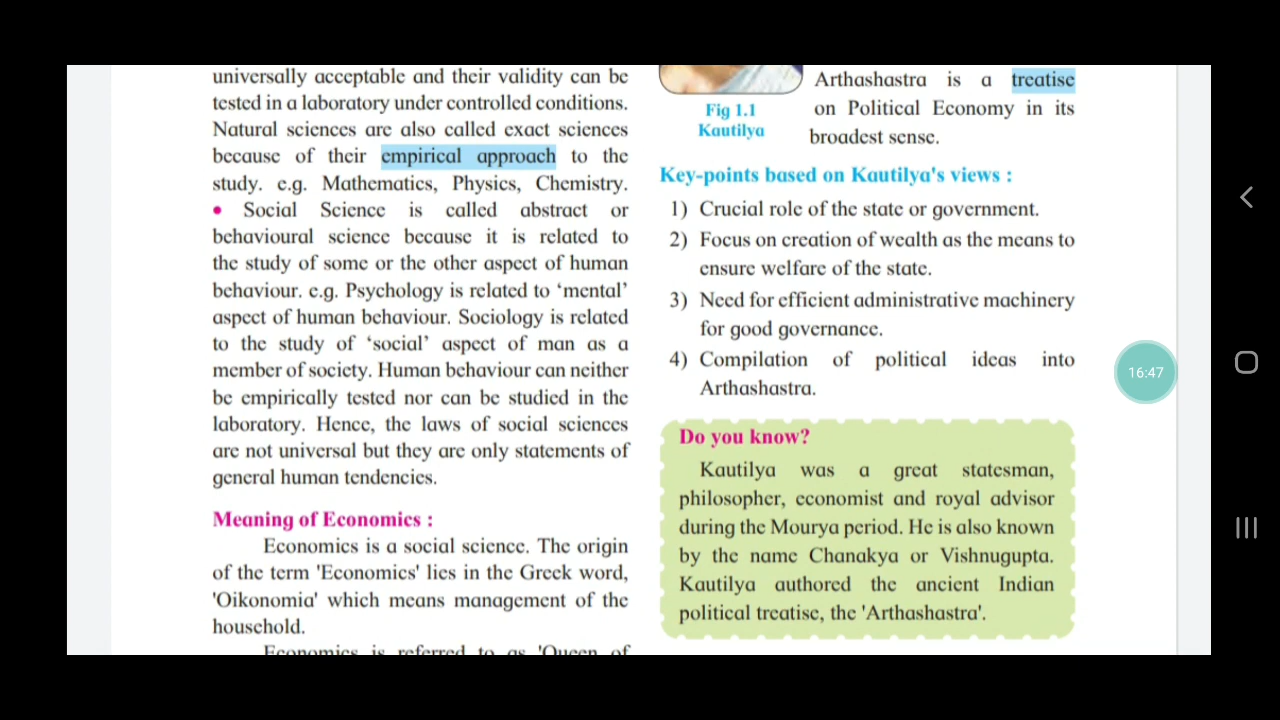 universally acceptable and their validity can be
tested in a laboratory under controlled conditions.
Natural sciences are also called exact sciences
because of their empirical approach to the
study. e.g. Mathematics, Physics, Chemistry.
• Social Science is called abstract or
behavioural science because it is related to
the study of some or the other aspect of human
behaviour. e.g. Psychology is related to ‘mental’
aspect of human behaviour. Sociology is related
to the study of ‘social’ aspect of man as a
member of society. Human behaviour can neither
be empirically tested nor can be studied in the
laboratory. Hence, the laws of social sciences
are not universal but they are only statements of
general human tendencies.
Meaning of Economics :
Economics is a social science. The origin
of the term 'Economics' lies in the Greek word,
'Oikonomia' which means management of the
household.
Economics is referred to as 'Queen of
Arthashastra is a treatise
on Political Economy in its
broadest sense.
Fig 1.1
Kautilya
Key-points based on Kautilya's views :
1) Crucial role of the state or government.
2) Focus on creation of wealth as the means to
ensure welfare of the state.
3) Need for efficient administrative machinery
for good governance.
4) Compilation of political ideas into
Arthashastra.
Do you know?
Kautilya was a great statesman,
philosopher, economist and royal advisor
during the Mourya period. He is also known
by the name Chanakya or Vishnugupta.
Kautilya authored the ancient Indian
political treatise, the 'Arthashastra'.
16:47